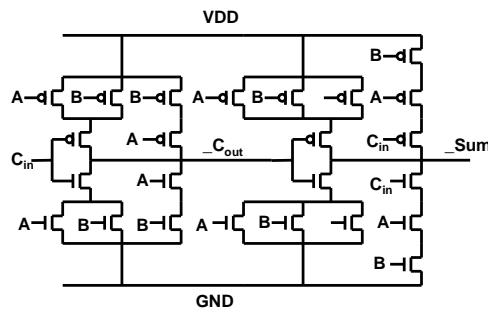 VDD
B
A B B A B A
A C_in
C_in _C_out _Sum
A C_in
A B B A B A
B
GND